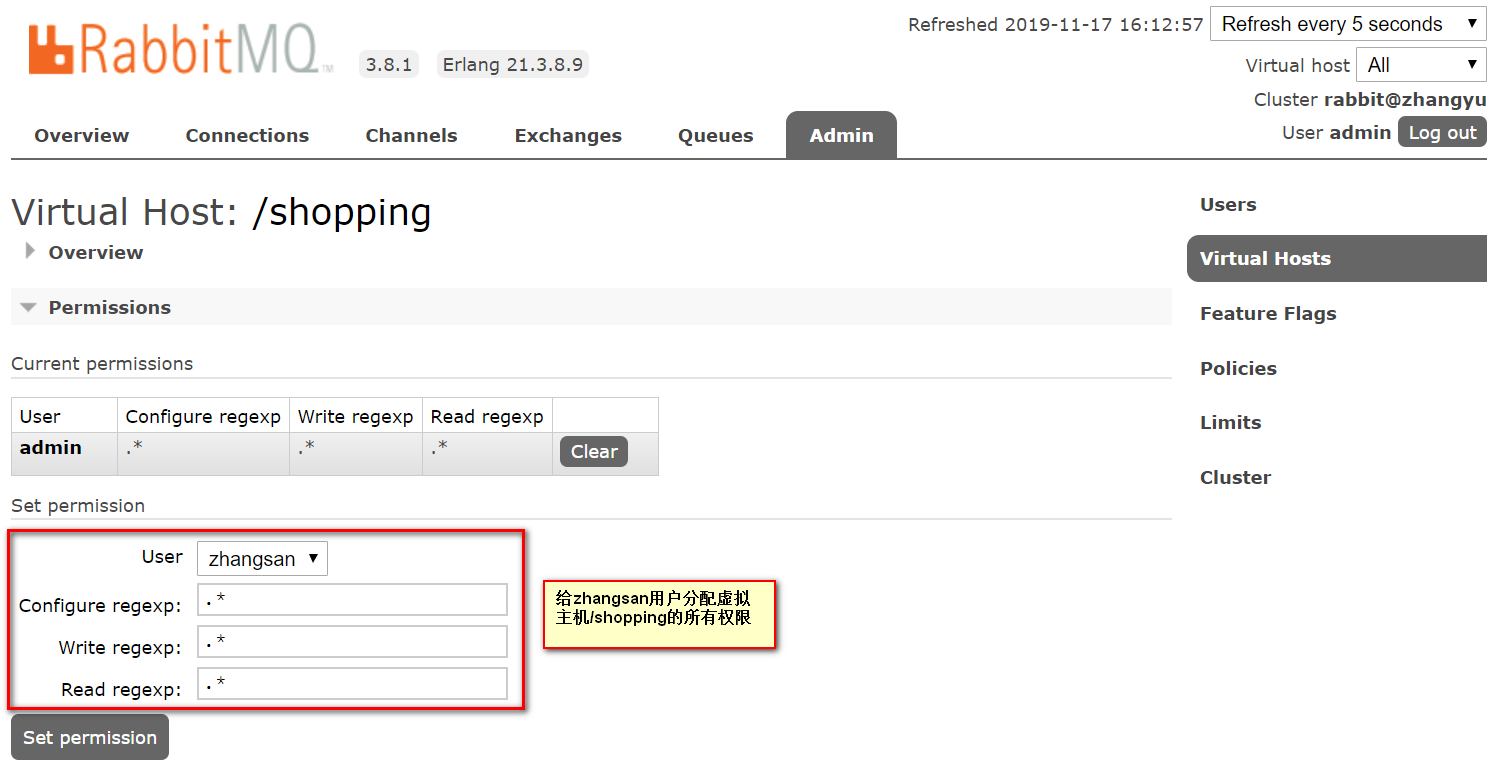 Refreshed 2019-11-17 16:12:57 Refresh every 5 seconds
RabbitMQ TM 3.8.1 Erlang 21.3.8.9
Virtual host All
Cluster rabbit@zhangyu
User admin Log out
Overview Connections Channels Exchanges Queues Admin
Virtual Host: /shopping
Overview
Permissions
Current permissions
User Configure regexp Write regexp Read regexp
admin .* .* .* Clear
Set permission
User zhangsan
Configure regexp: .*
Write regexp: .*
Read regexp: .*
Set permission
给zhangsan用户分配虚拟
主机/shopping的所有权限
Users
Virtual Hosts
Feature Flags
Policies
Limits
Cluster